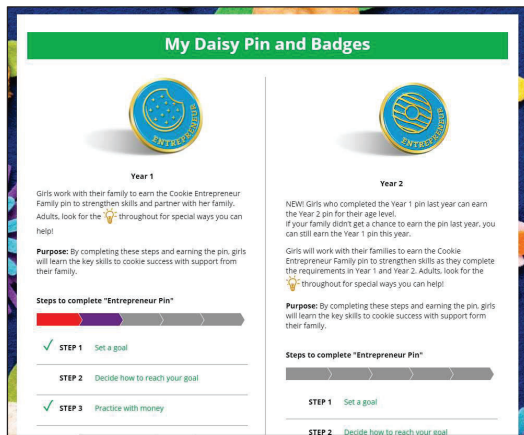 My Daisy Pin and Badges
ENTREPRENEUR
Year 1
Girls work with their family to earn the Cookie Entrepreneur
Family pin to strengthen skills and partner with her family.
Adults, look for the throughout for special ways you can
help!
Purpose: By completing these steps and earning the pin, girls
will learn the key skills to cookie success with support from
their family.
Steps to complete "Entrepreneur Pin"
STEP 1 Set a goal
STEP 2 Decide how to reach your goal
STEP 3 Practice with money
ENTREPRENEUR
Year 2
NEW! Girls who completed the Year 1 pin last year can earn
the Year 2 pin for their age level.
If your family didn't get a chance to earn the pin last year, you
can still earn the Year 1 pin this year.
Girls will work with their families to earn the Cookie
Entrepreneur Family pin to strengthen skills as they complete
the requirements in Year 1 and Year 2. Adults, look for the
throughout for special ways you can help!
Purpose: By completing these steps and earning the pin, girls
will learn the key skills to cookie success with support form
their family.
Steps to complete "Entrepreneur Pin"
STEP 1 Set a goal
STEP 2 Decide how to reach your goal